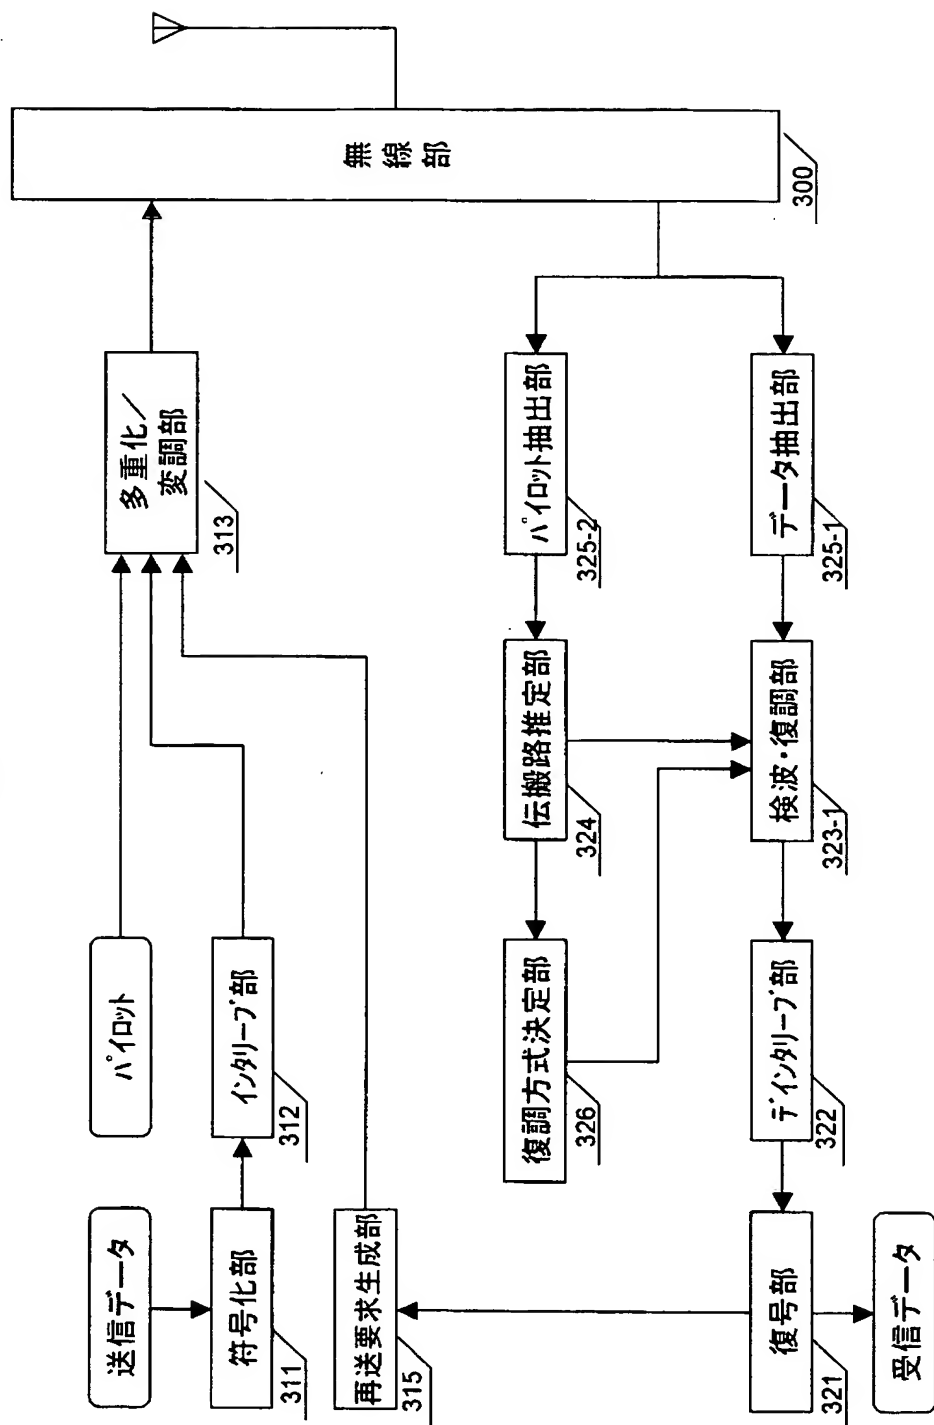 送信データ
符号化部
311
パイロット
インタリーブ部
312
再送要求生成部
315
多重化／
変調部
313
無線部
300
復調方式決定部
326
伝搬路推定部
324
パイロット抽出部
325-2
復号部
321
デインタリーブ部
322
検波・復調部
323-1
データ抽出部
325-1
受信データ